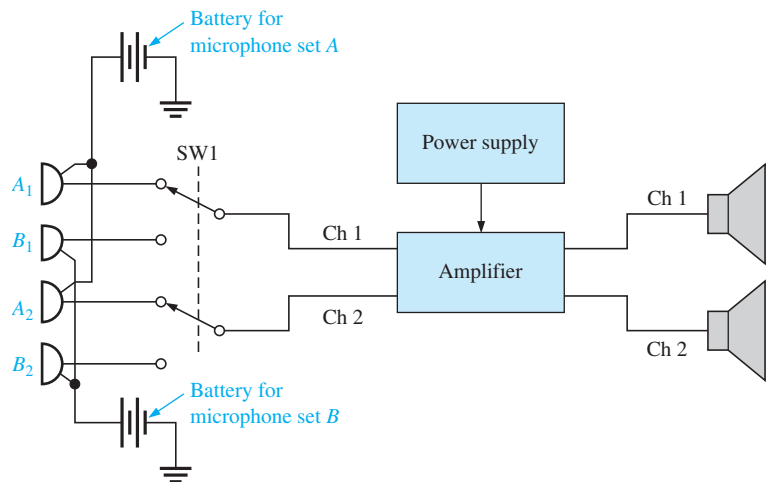 Battery for
microphone set A
SW1
Power supply
A1
Ch 1
B1
Ch 1
Amplifier
A2
Ch 2
B2
Ch 2
Battery for
microphone set B